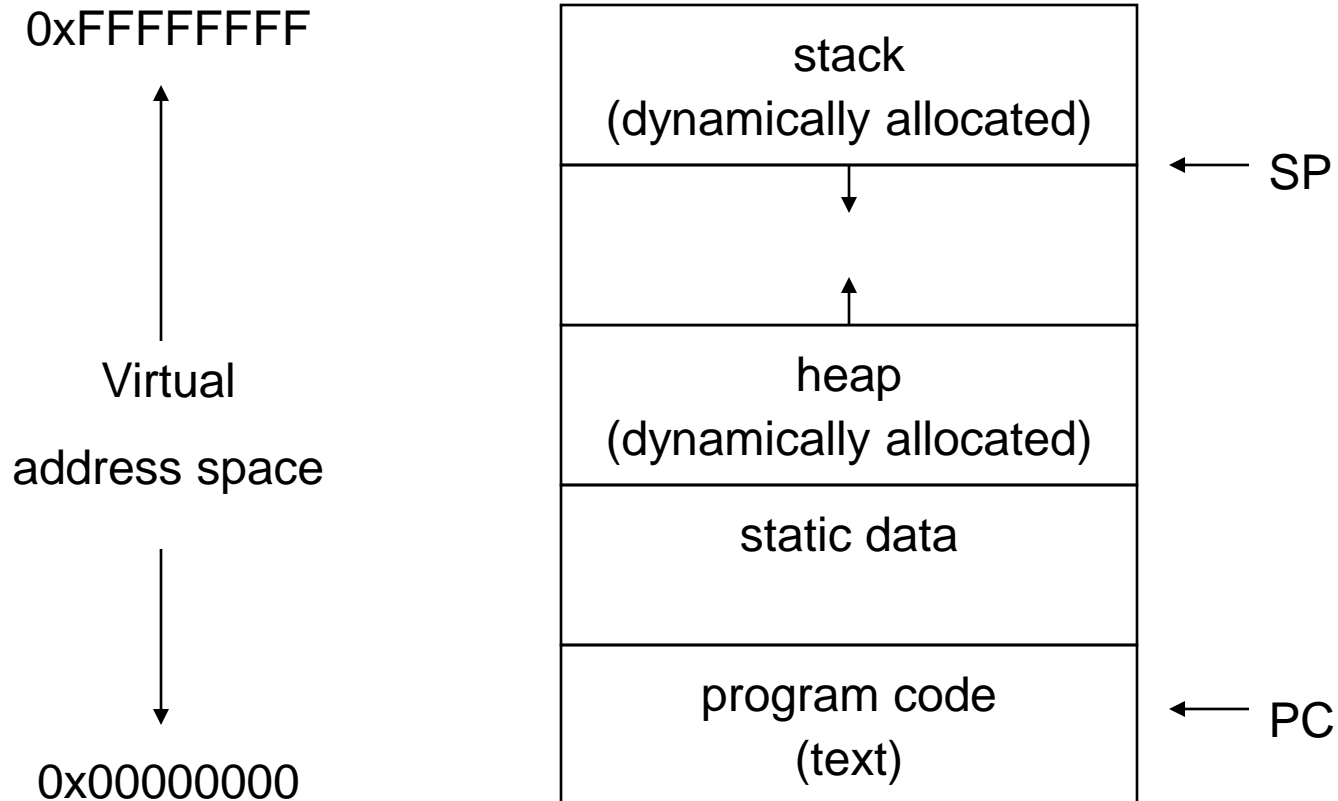 0xFFFFFFFF
stack
(dynamically allocated)
SP
Virtual
address space
heap
(dynamically allocated)
static data
program code
(text)
PC
0x00000000